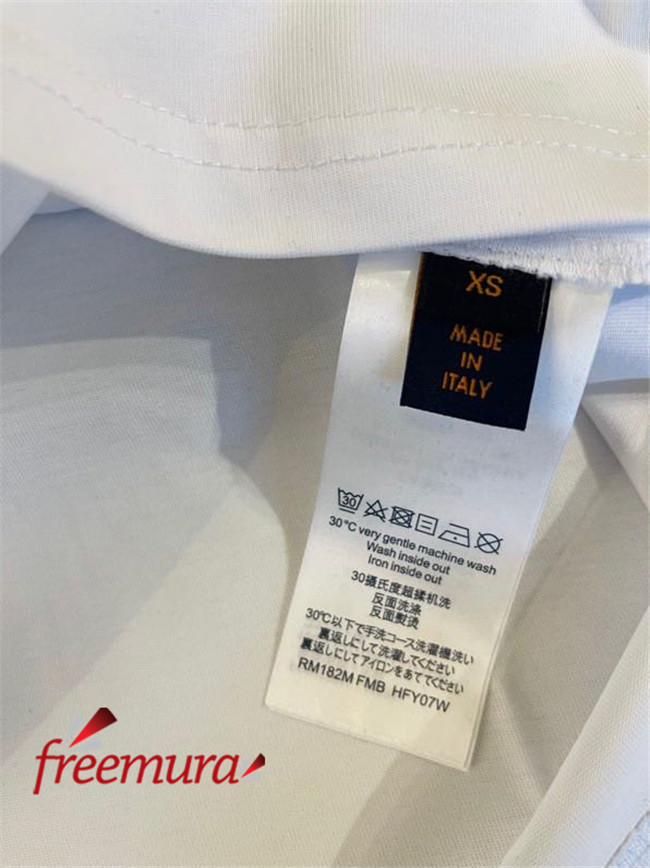 XS
MADE
IN
ITALY
30
30°C very gentle machine wash
Wash inside out
Iron inside out
30摄氏度超揉机洗
反面洗涤
反面熨烫
30℃以下で手洗コース洗濯機洗い
裏返しにして洗濯してください
裏返しにしてアイロンをあててください
RM182M FMB HFY07W
freemura